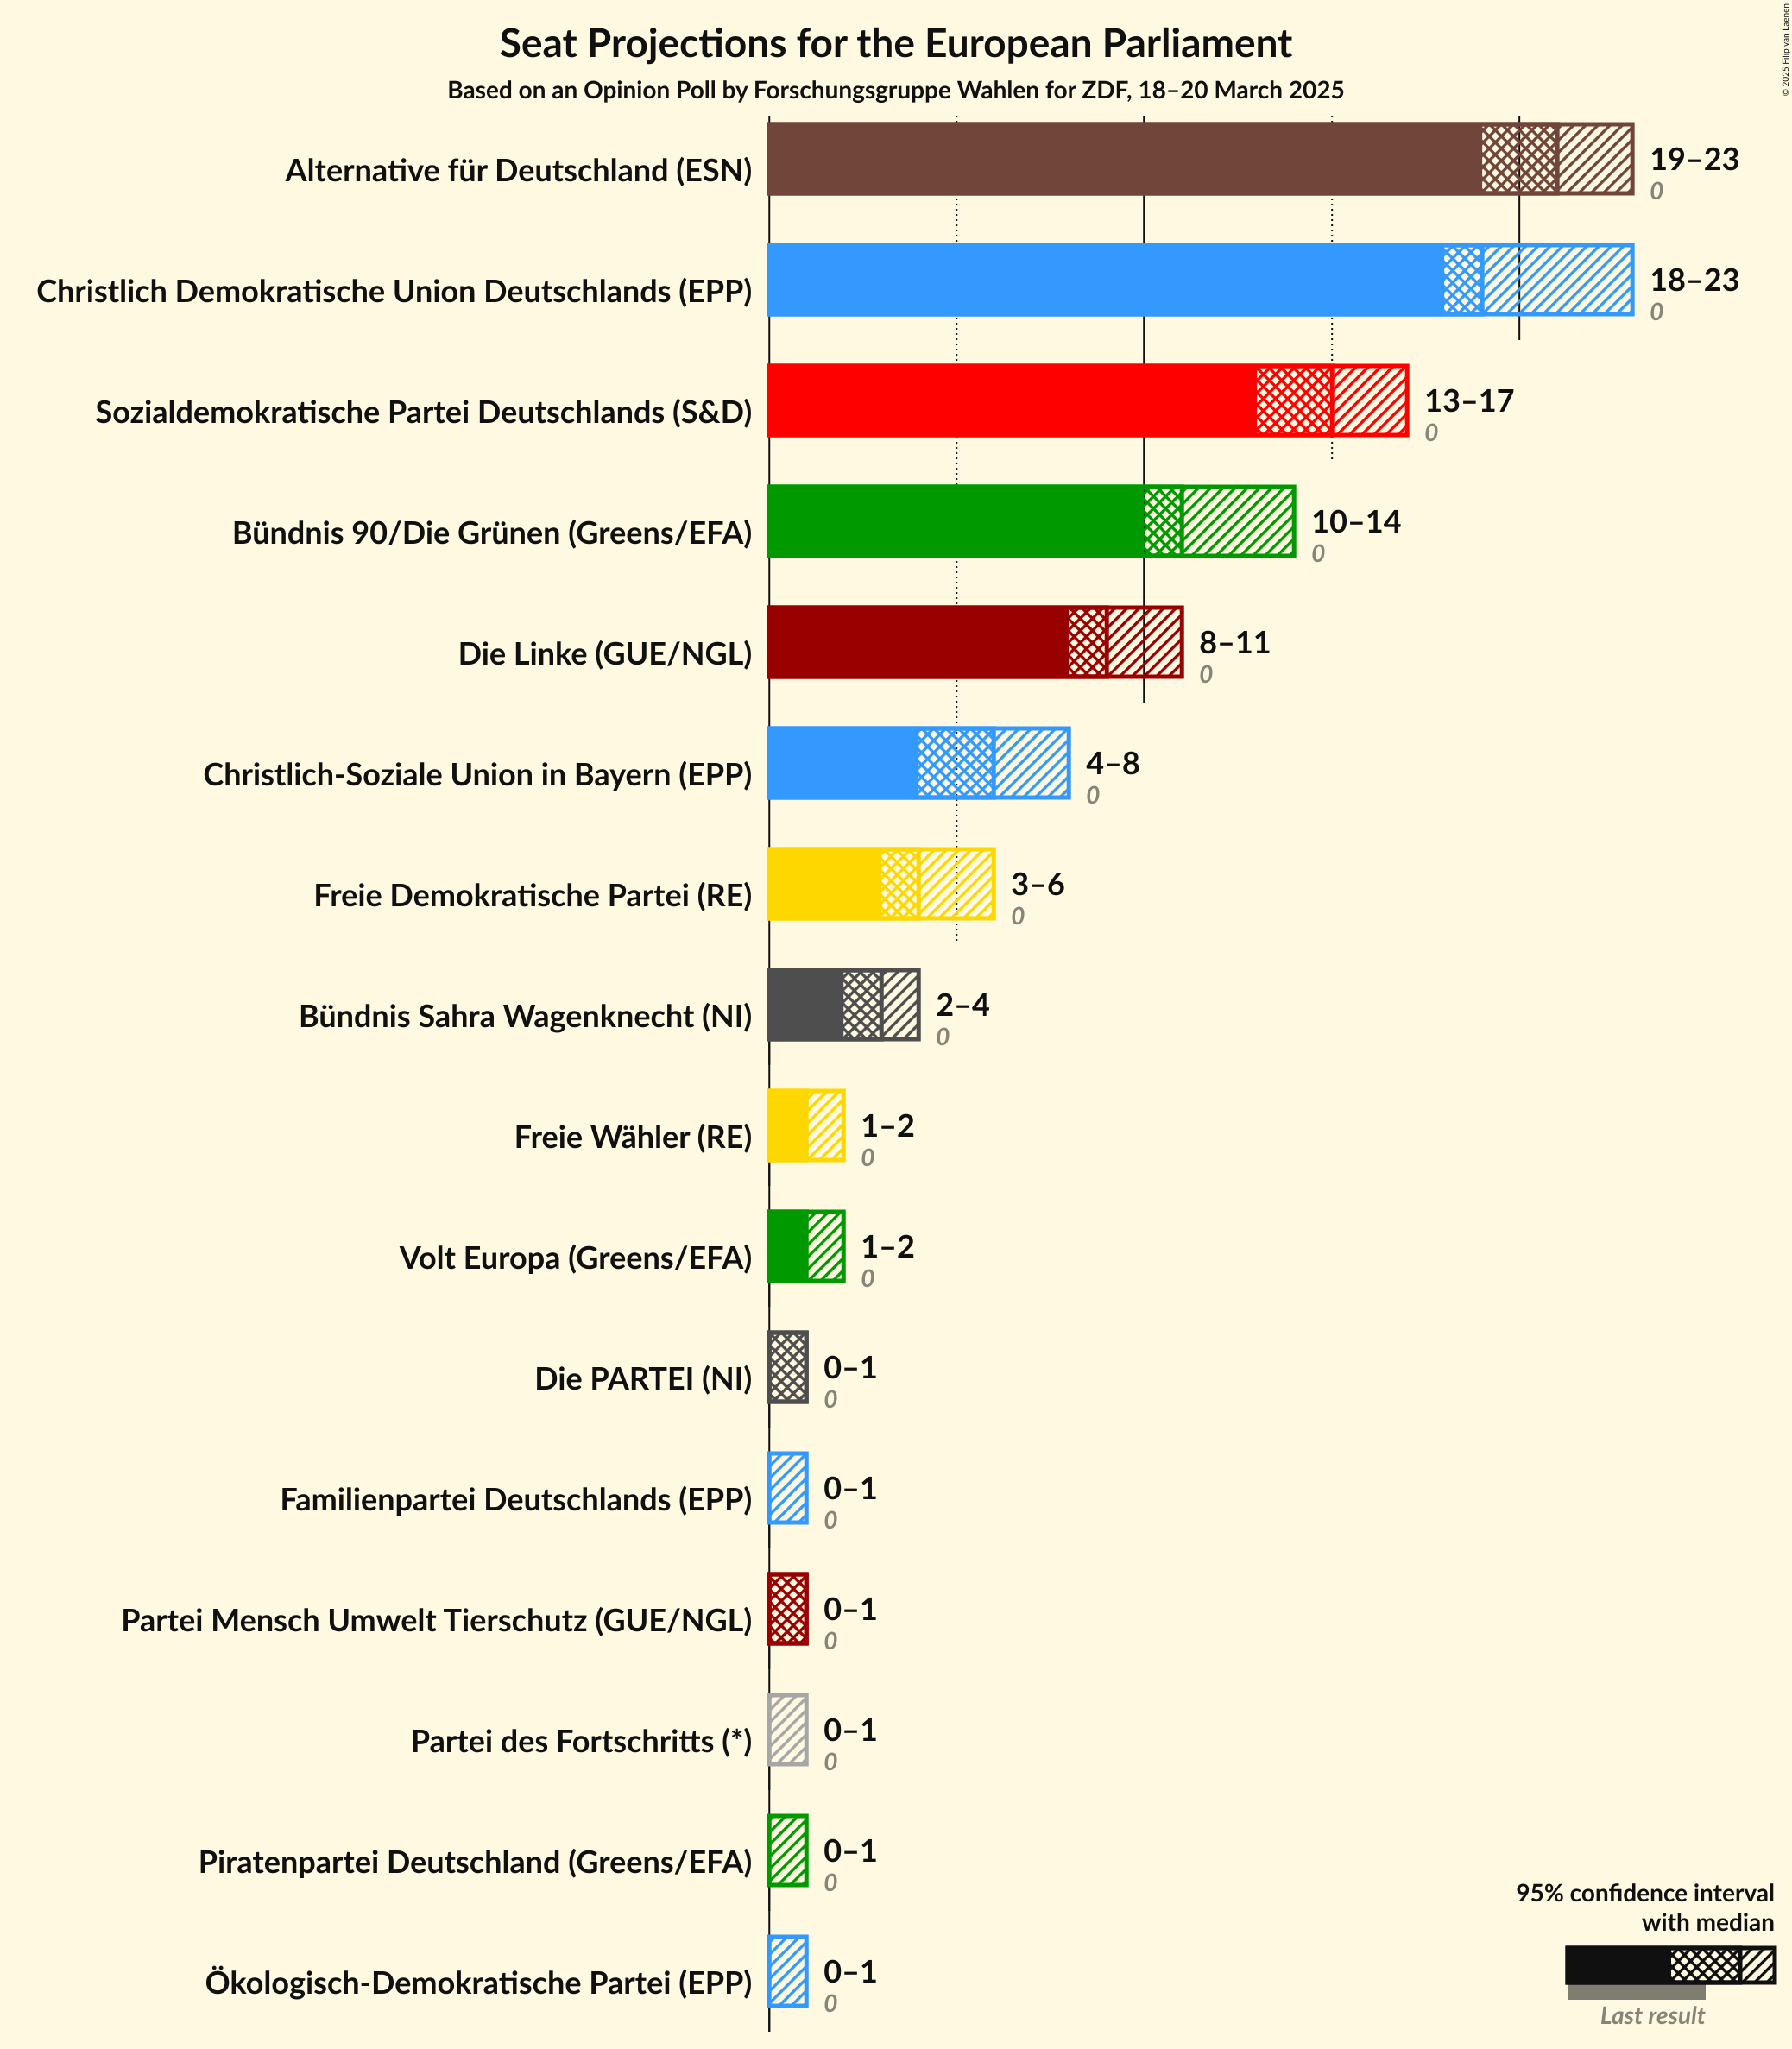 Seat Projections for the European Parliament
Based on an Opinion Poll by Forschungsgruppe Wahlen for ZDF, 18–20 March 2025
© 2025 Filip van Laenen
Alternative für Deutschland (ESN)
19–23
0
Christlich Demokratische Union Deutschlands (EPP)
18–23
0
Sozialdemokratische Partei Deutschlands (S&D)
13–17
0
Bündnis 90/Die Grünen (Greens/EFA)
10–14
0
Die Linke (GUE/NGL)
8–11
0
Christlich-Soziale Union in Bayern (EPP)
4–8
0
Freie Demokratische Partei (RE)
3–6
0
Bündnis Sahra Wagenknecht (NI)
2–4
0
Freie Wähler (RE)
1–2
0
Volt Europa (Greens/EFA)
1–2
0
Die PARTEI (NI)
0–1
0
Familienpartei Deutschlands (EPP)
0–1
0
Partei Mensch Umwelt Tierschutz (GUE/NGL)
0–1
0
Partei des Fortschritts (*)
0–1
0
Piratenpartei Deutschland (Greens/EFA)
0–1
0
Ökologisch-Demokratische Partei (EPP)
0–1
0
95% confidence interval
with median
Last result